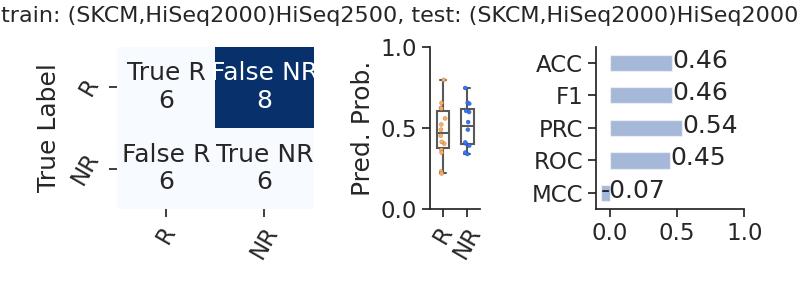 train: (SKCM,HiSeq2000)HiSeq2500, test: (SKCM,HiSeq2000)HiSeq2000
True Label
R
NR
True R
6
False NR
8
False R
6
True NR
6
R
NR
Pred. Prob.
1.0
0.5
0.0
R
NR
ACC
F1
PRC
ROC
MCC
0.46
0.46
0.54
0.45
-0.07
0.0
0.5
1.0